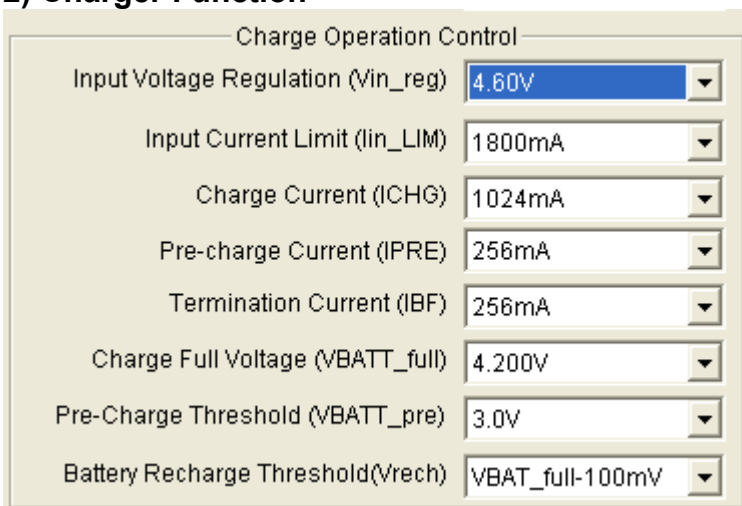 2) Charger Function
Charge Operation Control
Input Voltage Regulation (Vin_reg) 4.60V
Input Current Limit (Iin_LIM) 1800mA
Charge Current (ICHG) 1024mA
Pre-charge Current (IPRE) 256mA
Termination Current (IBF) 256mA
Charge Full Voltage (VBATT_full) 4.200V
Pre-Charge Threshold (VBATT_pre) 3.0V
Battery Recharge Threshold(Vrech) VBAT_full-100mV